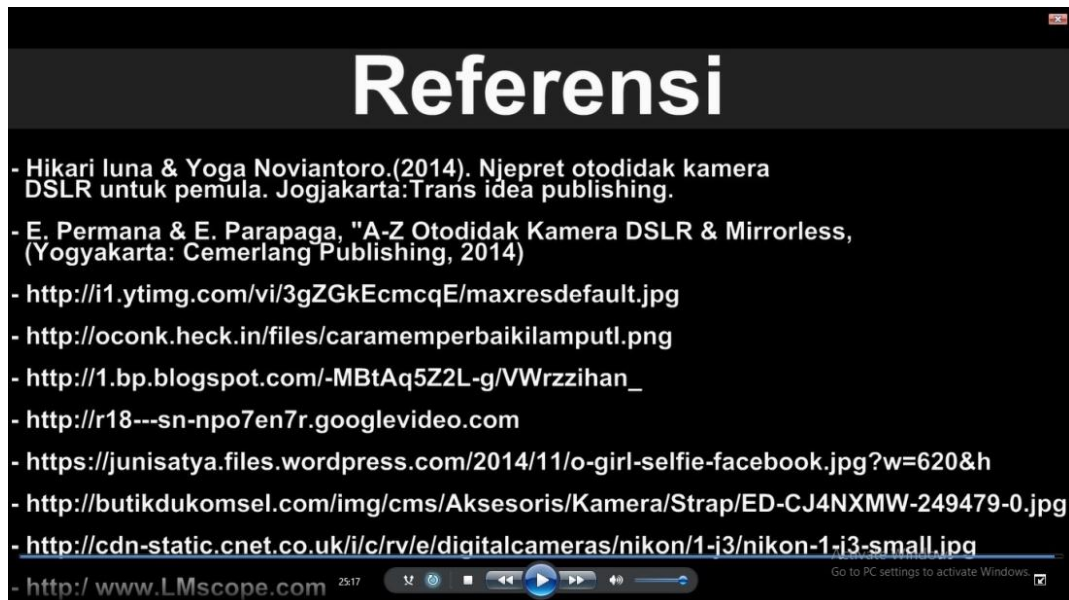 Referensi
- Hikari luna & Yoga Noviantoro.(2014). Njepret otodidak kamera
DSLR untuk pemula. Jogjakarta:Trans idea publishing.
- E. Permana & E. Parapaga, "A-Z Otodidak Kamera DSLR & Mirrorless,
(Yogyakarta: Cemerlang Publishing, 2014)
- http://i1.ytimg.com/vi/3gZGkEcmcqE/maxresdefault.jpg
- http://oconk.heck.in/files/caramemperbaikilamputl.png
- http://1.bp.blogspot.com/-MBtAq5Z2L-g/VWrzzihan_
- http://r18---sn-npo7en7r.googlevideo.com
- https://junisatya.files.wordpress.com/2014/11/o-girl-selfie-facebook.jpg?w=620&h
- http://butikdukomsel.com/img/cms/Aksesoris/Kamera/Strap/ED-CJ4NXMW-249479-0.jpg
- http://cdn-static.cnet.co.uk/i/c/rv/e/digitalcameras/nikon/1-j3/nikon-1-j3-small.jpg
Activate Windows
Go to PC settings to activate Windows.
- http:/ www.LMscope.com
25:17